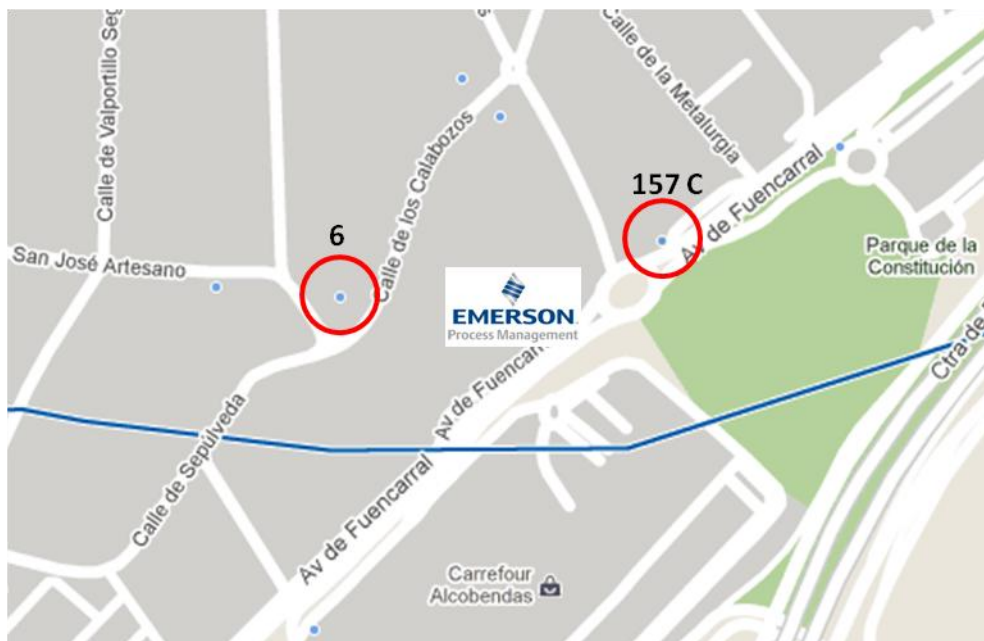 Calle de Valportillo Seg
Calle de la Metalurgia
Calle de los Calabozos
157 C
Av de Fuencarral
6
San José Artesano
Parque de la
Constitución
EMERSON
Process Management
Av de Fuencarral
Ctra de
Calle de Sepúlveda
Av de Fuencarral
Carrefour
Alcobendas